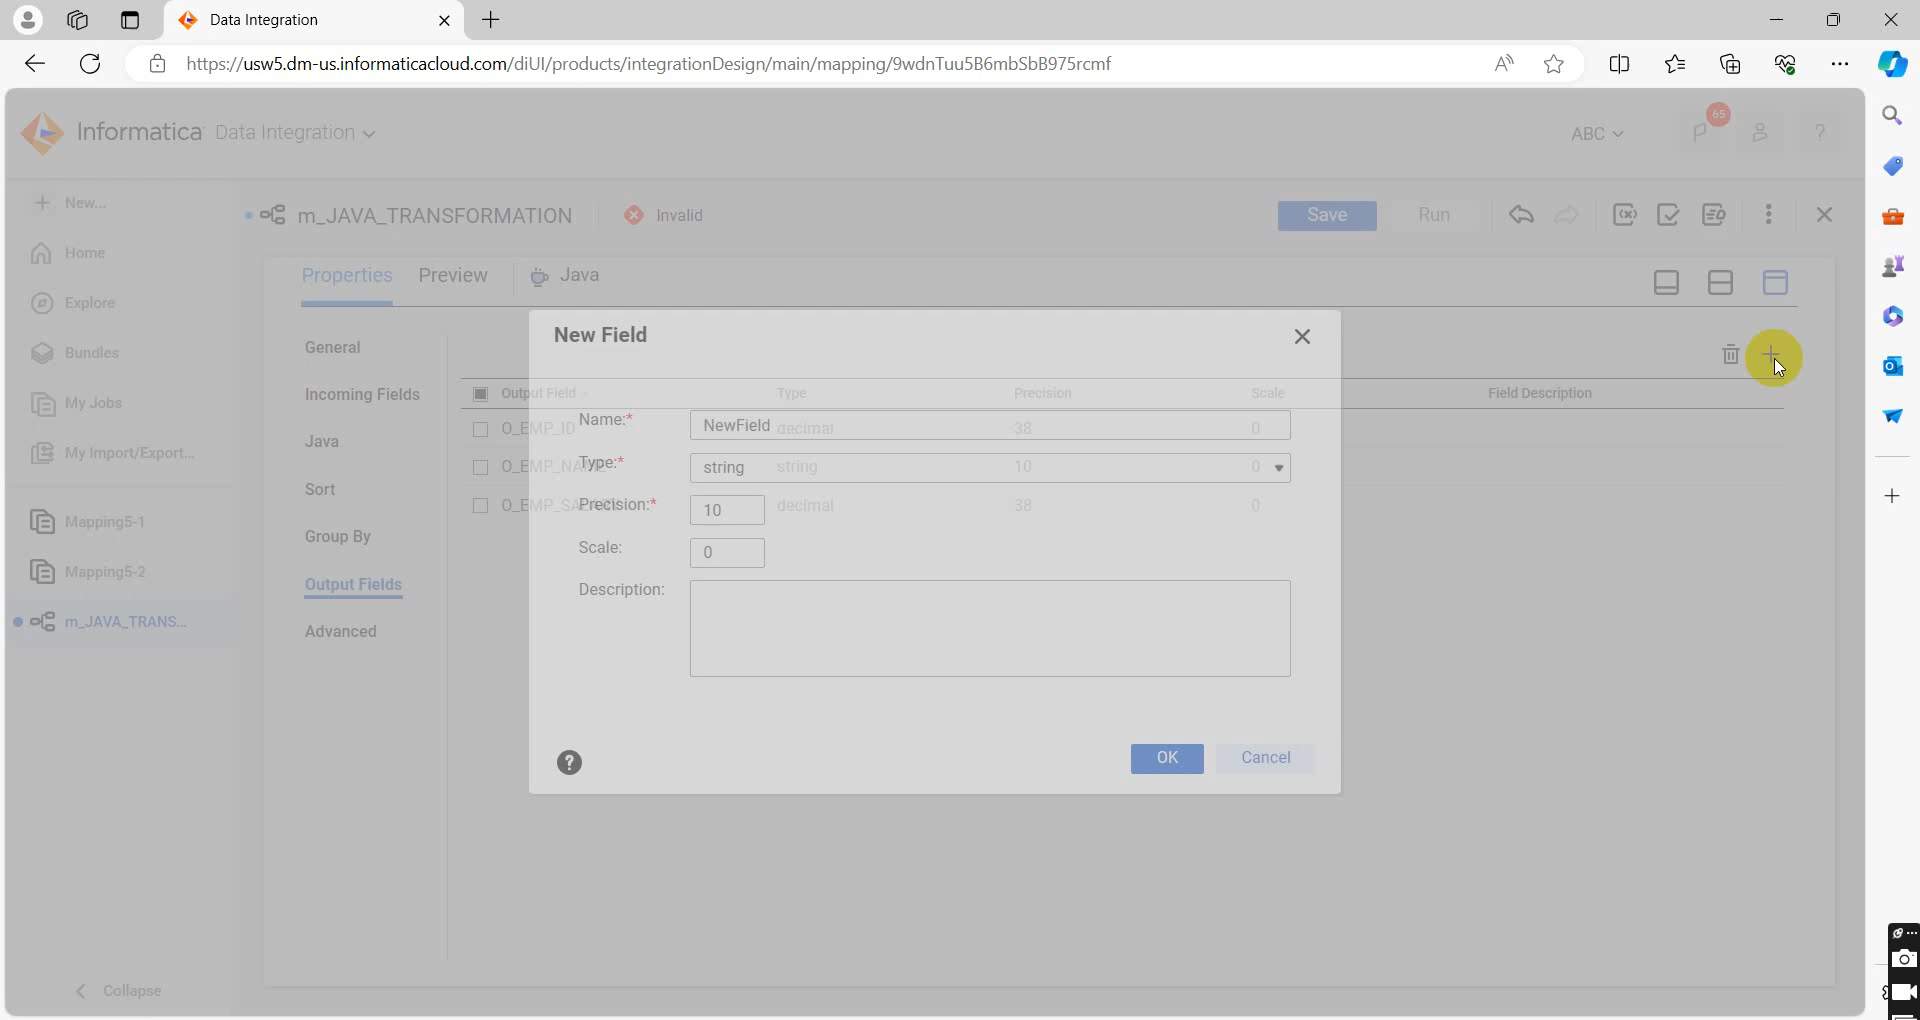 Data Integration
https://usw5.dm-us.informaticacloud.com/diUI/products/integrationDesign/main/mapping/9wdnTuu5B6mbSbB975rcmf
Informatica Data Integration
ABC
65
?
New...
m_JAVA_TRANSFORMATION
Invalid
Save
Run
Home
Properties
Preview
Java
Explore
Bundles
My Jobs
My Import/Export...
Mapping5-1
Mapping5-2
m_JAVA_TRANS...
Collapse
General
Incoming Fields
Java
Sort
Group By
Output Fields
Advanced
Output Field Type Precision Scale Field Description
O_EMP_ID decimal 38 0
string 10 0
decimal 38 0
New Field
Name:* NewField
Type:* string
Precision:* 10
Scale: 0
Description:
?
OK
Cancel